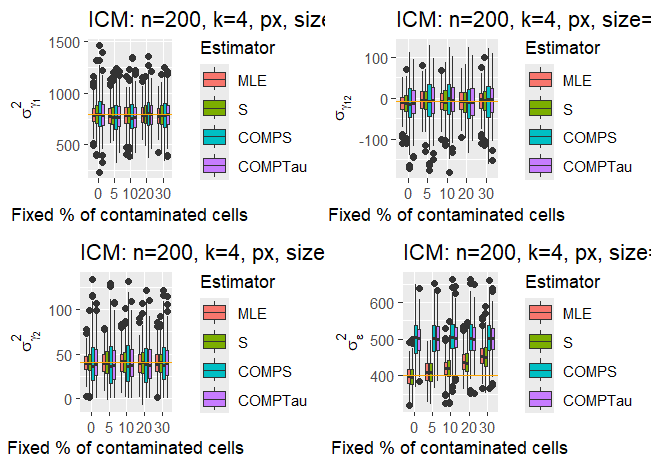 ICM: n=200, k=4, px, size
Estimator
1500
1000
500
σ²γ1
MLE
S
COMPS
COMPTau
0 5 10 20 30
Fixed % of contaminated cells
ICM: n=200, k=4, px, size=
Estimator
100
0
-100
σγ12
MLE
S
COMPS
COMPTau
0 5 10 20 30
Fixed % of contaminated cells
ICM: n=200, k=4, px, size
Estimator
100
50
0
σ²γ2
MLE
S
COMPS
COMPTau
0 5 10 20 30
Fixed % of contaminated cells
ICM: n=200, k=4, px, size=
Estimator
600
500
400
σ²ε
MLE
S
COMPS
COMPTau
0 5 10 20 30
Fixed % of contaminated cells